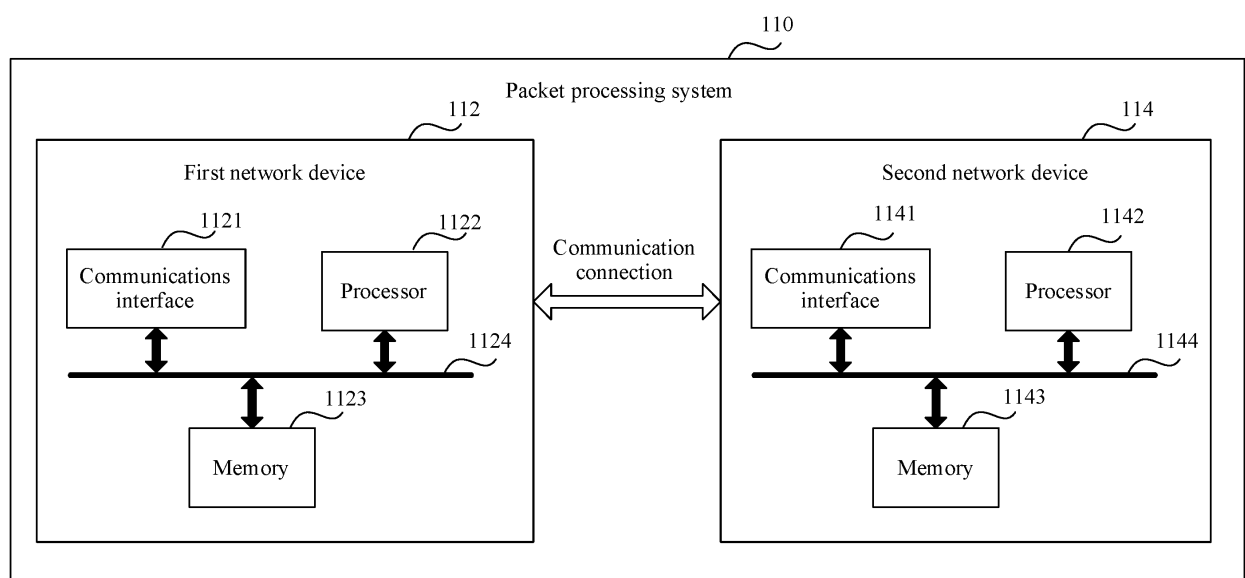 110
Packet processing system
112
114
First network device
Second network device
1121
1122
1141
1142
Communications
interface
Processor
Communication
connection
Communications
interface
Processor
1124
1144
1123
1143
Memory
Memory